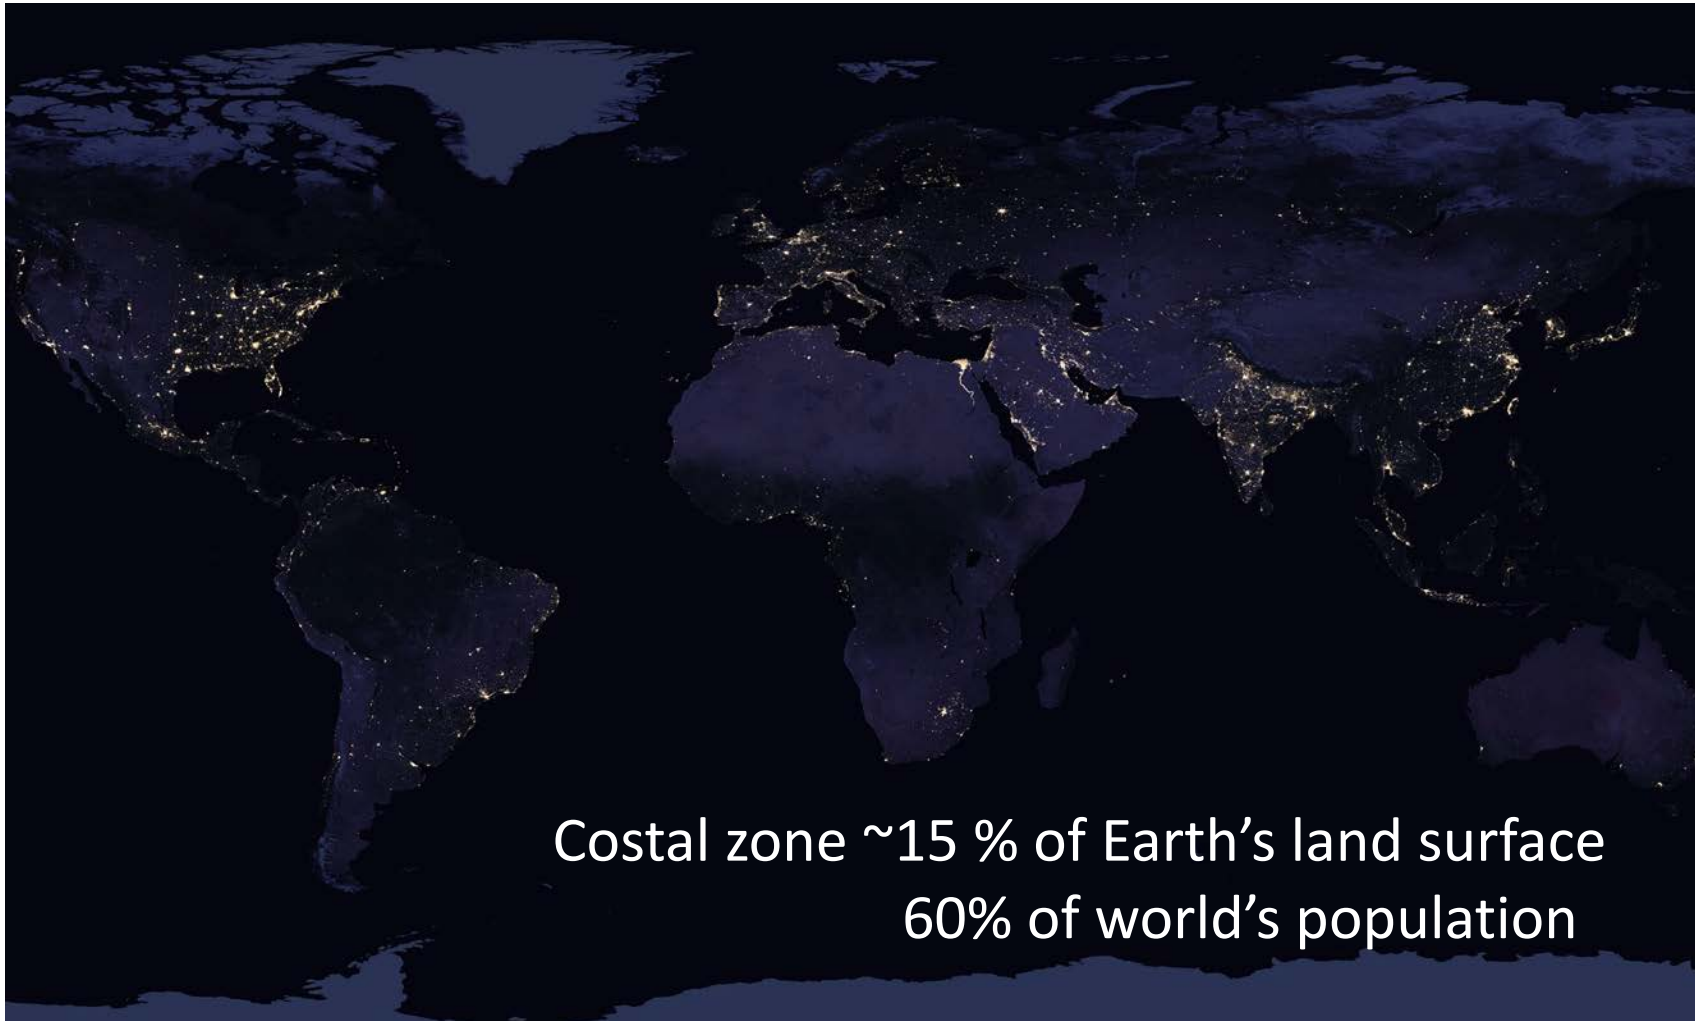 Costal zone ~15 % of Earth’s land surface
60% of world’s population